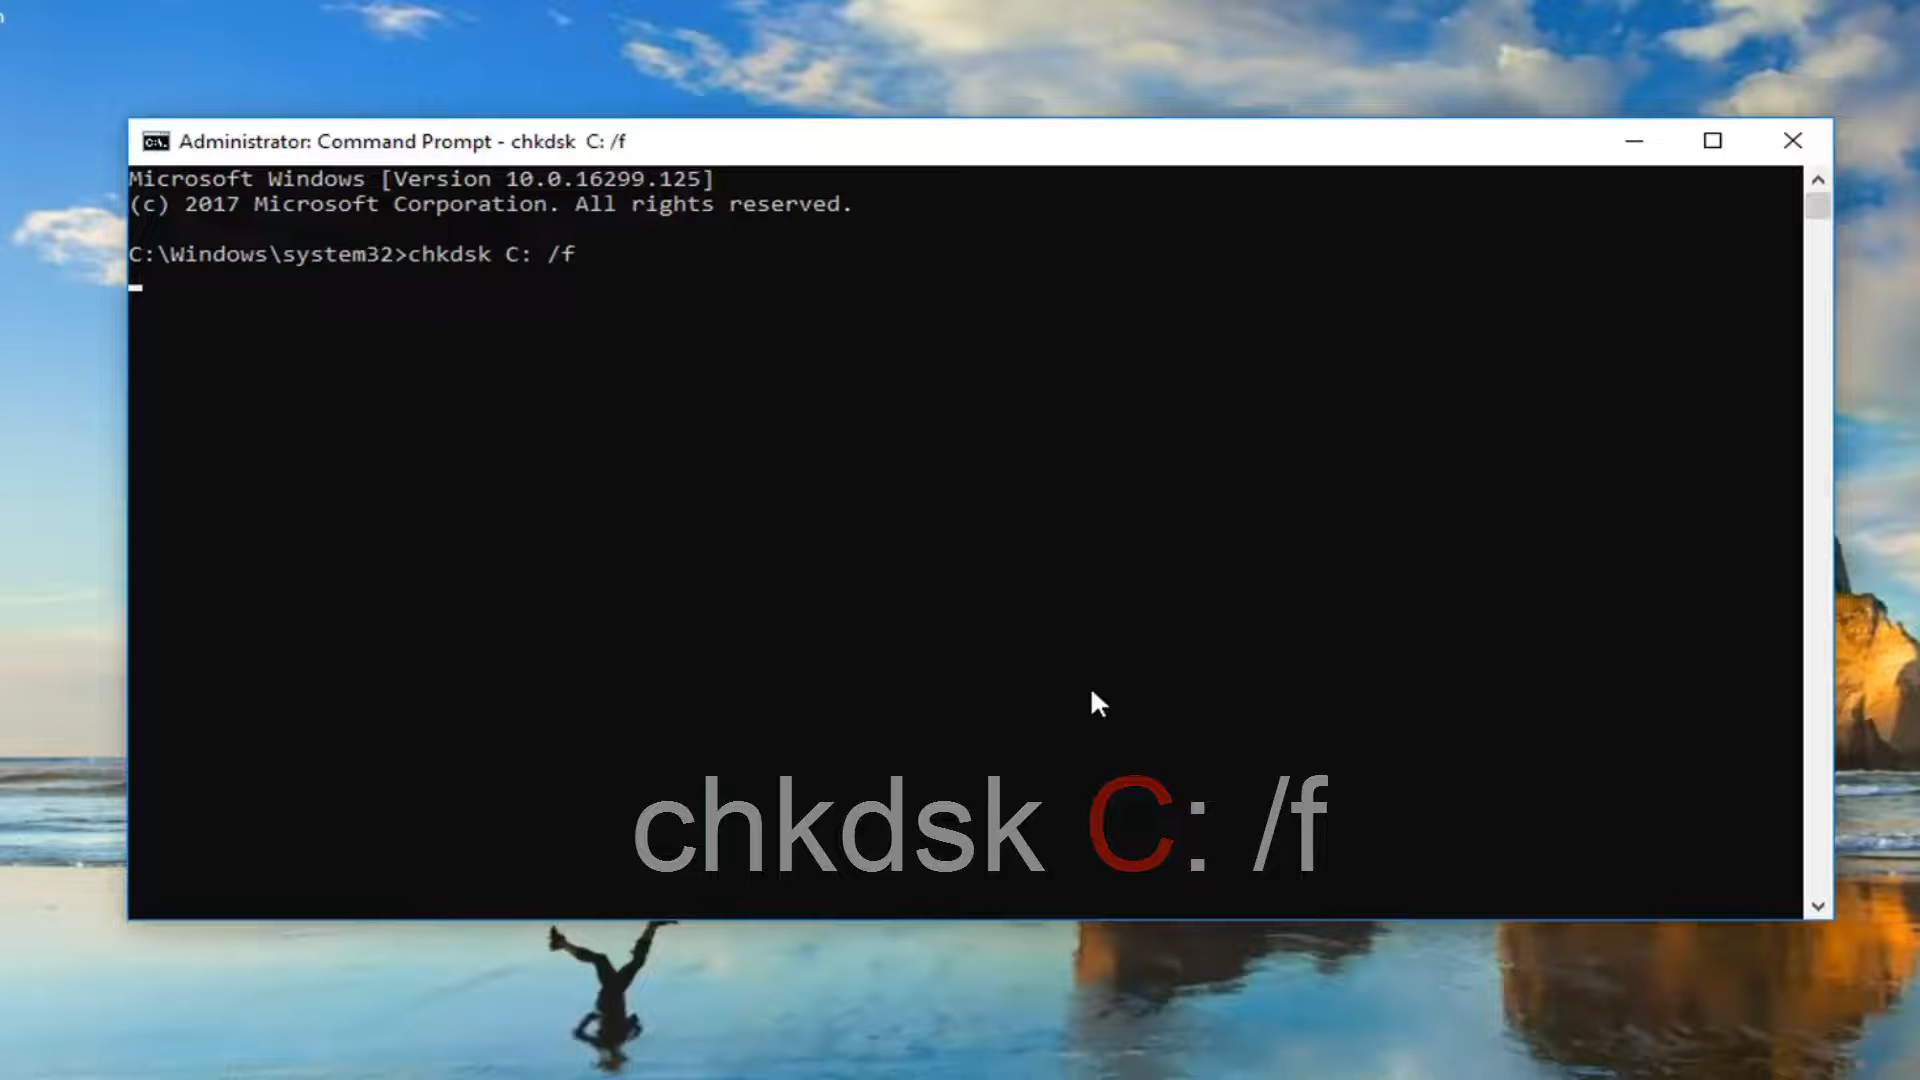 Administrator: Command Prompt - chkdsk  C: /f
Microsoft Windows [Version 10.0.16299.125]
(c) 2017 Microsoft Corporation. All rights reserved.
C:\Windows\system32>chkdsk C: /f
chkdsk C: /f